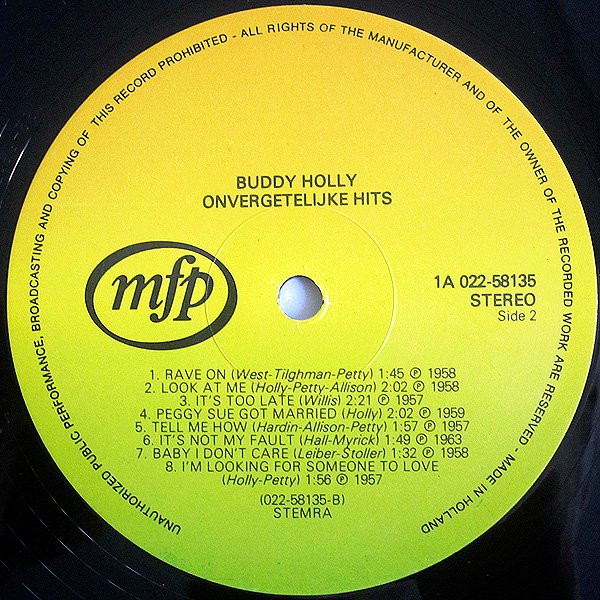 UNAUTHORIZED PUBLIC PERFORMANCE, BROADCASTING AND COPYING OF THIS RECORD PROHIBITED - ALL RIGHTS OF THE MANUFACTURER AND OF THE OWNER OF THE RECORDED WORK ARE RESERVED - MADE IN HOLLAND
BUDDY HOLLY
ONVERGETELIJKE HITS
mfp
1A 022-58135
STEREO
Side 2
1. RAVE ON (West-Tilghman-Petty) 1:45 ℗ 1958
2. LOOK AT ME (Holly-Petty-Allison) 2:02 ℗ 1958
3. IT'S TOO LATE (Willis) 2:21 ℗ 1957
4. PEGGY SUE GOT MARRIED (Holly) 2:02 ℗ 1959
5. TELL ME HOW (Hardin-Allison-Petty) 1:57 ℗ 1957
6. IT'S NOT MY FAULT (Hall-Myrick) 1:49 ℗ 1963
7. BABY I DON'T CARE (Leiber-Stoller) 1:32 ℗ 1958
8. I'M LOOKING FOR SOMEONE TO LOVE
(Holly-Petty) 1:56 ℗ 1957
(022-58135-B)
STEMRA